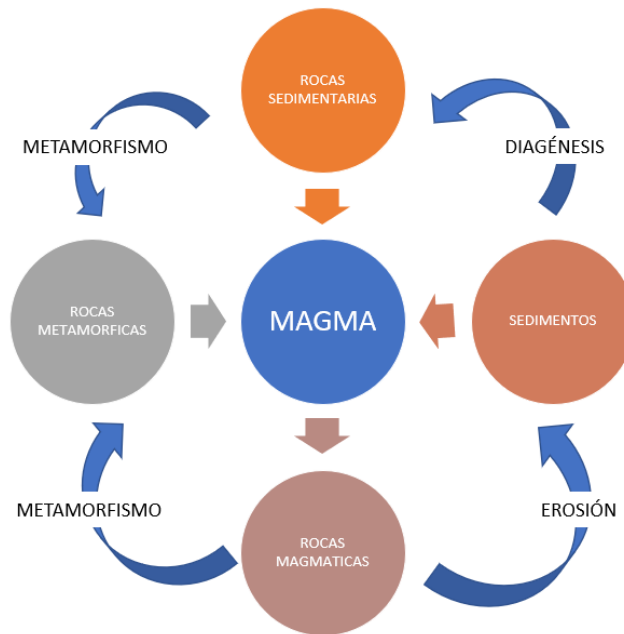 ROCAS
SEDIMENTARIAS
METAMORFISMO
DIAGÉNESIS
ROCAS
METAMORFICAS
MAGMA
SEDIMENTOS
METAMORFISMO
EROSIÓN
ROCAS
MAGMATICAS